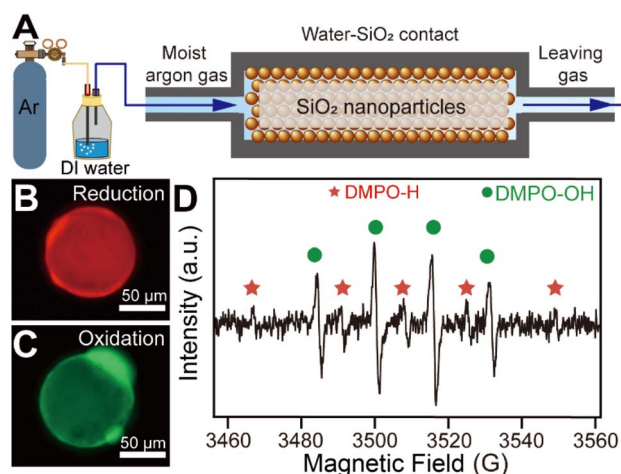 A
Ar
DI water
Moist
argon gas
Water-SiO₂ contact
SiO₂ nanoparticles
Leaving
gas
B
Reduction
50 µm
C
Oxidation
50 µm
D
★ DMPO-H
● DMPO-OH
Intensity (a.u.)
3460 3480 3500 3520 3540 3560
Magnetic Field (G)